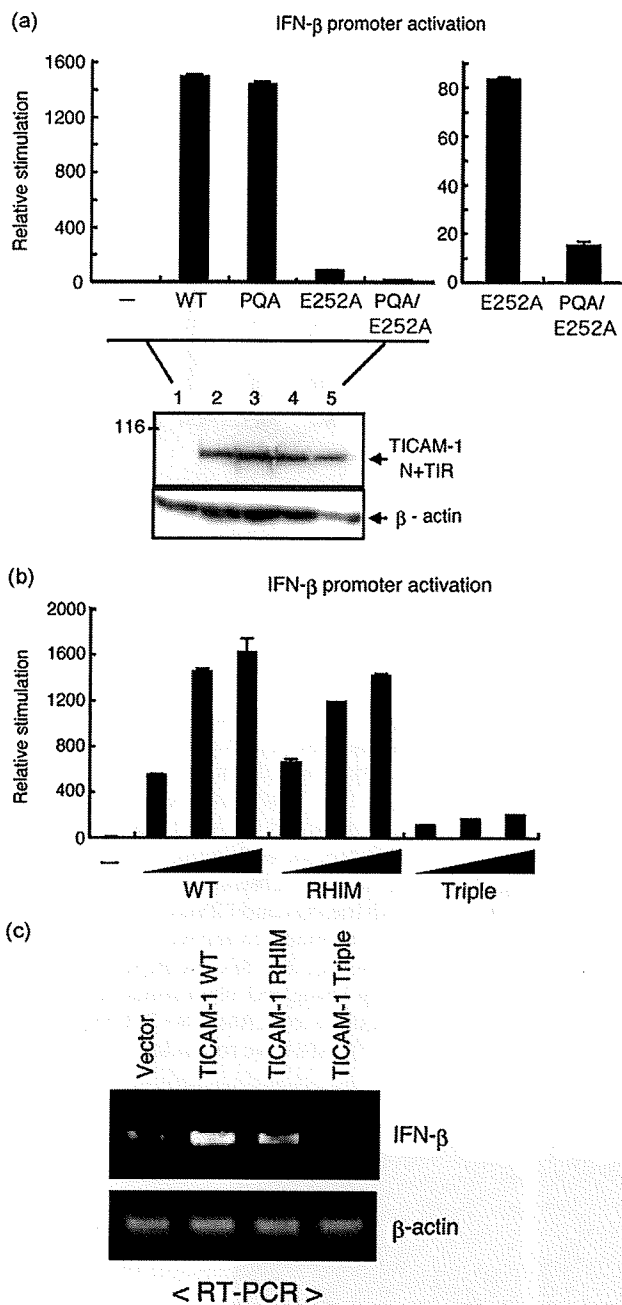 (a)
IFN-β promoter activation
Relative stimulation
1600
1200
800
400
0
— WT PQA E252A PQA/
E252A
80
60
40
20
0
E252A PQA/
E252A
1 2 3 4 5
116
TICAM-1
N+TIR
β - actin
(b)
IFN-β promoter activation
Relative stimulation
2000
1600
1200
800
400
0
— WT RHIM Triple
(c)
Vector
TICAM-1 WT
TICAM-1 RHIM
TICAM-1 Triple
IFN-β
β-actin
< RT-PCR >